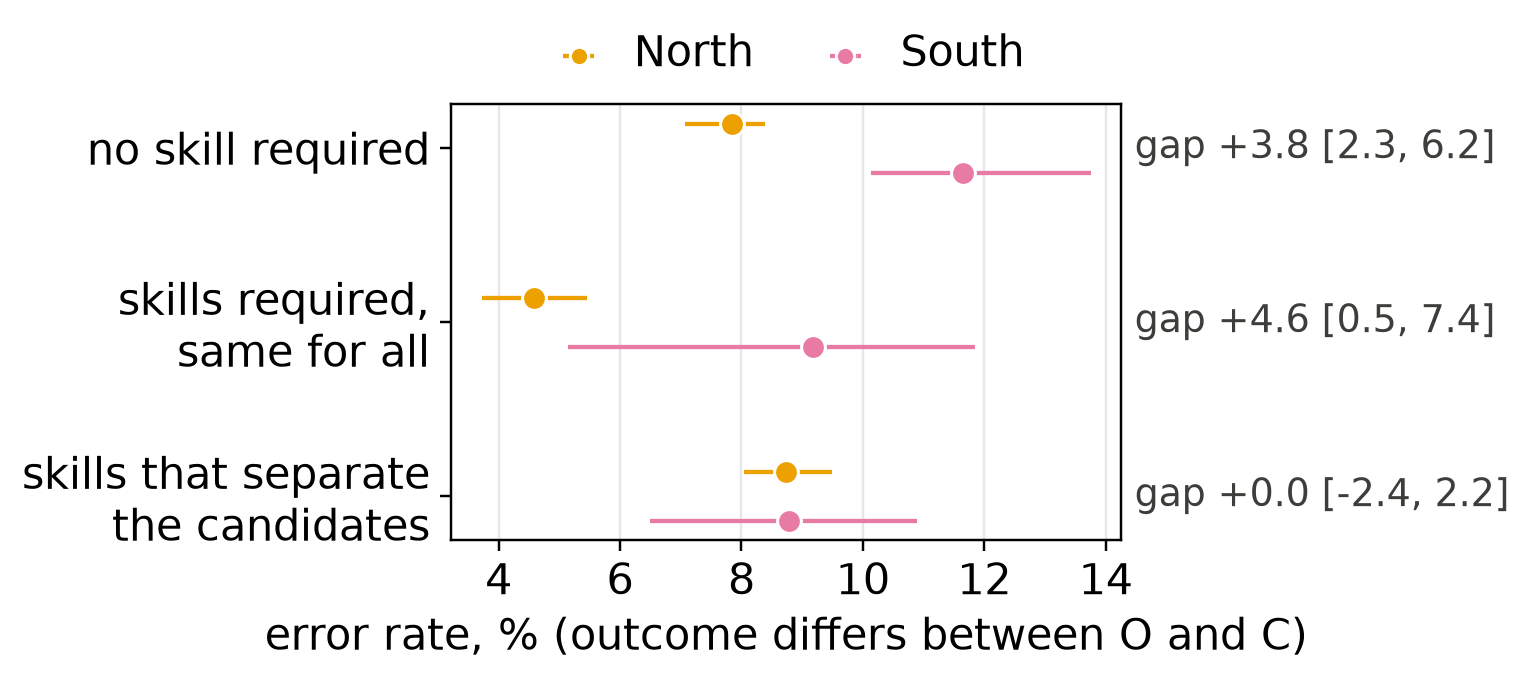 North South
no skill required
gap +3.8 [2.3, 6.2]
skills required,
same for all
gap +4.6 [0.5, 7.4]
skills that separate
the candidates
gap +0.0 [-2.4, 2.2]
4 6 8 10 12 14
error rate, % (outcome differs between O and C)